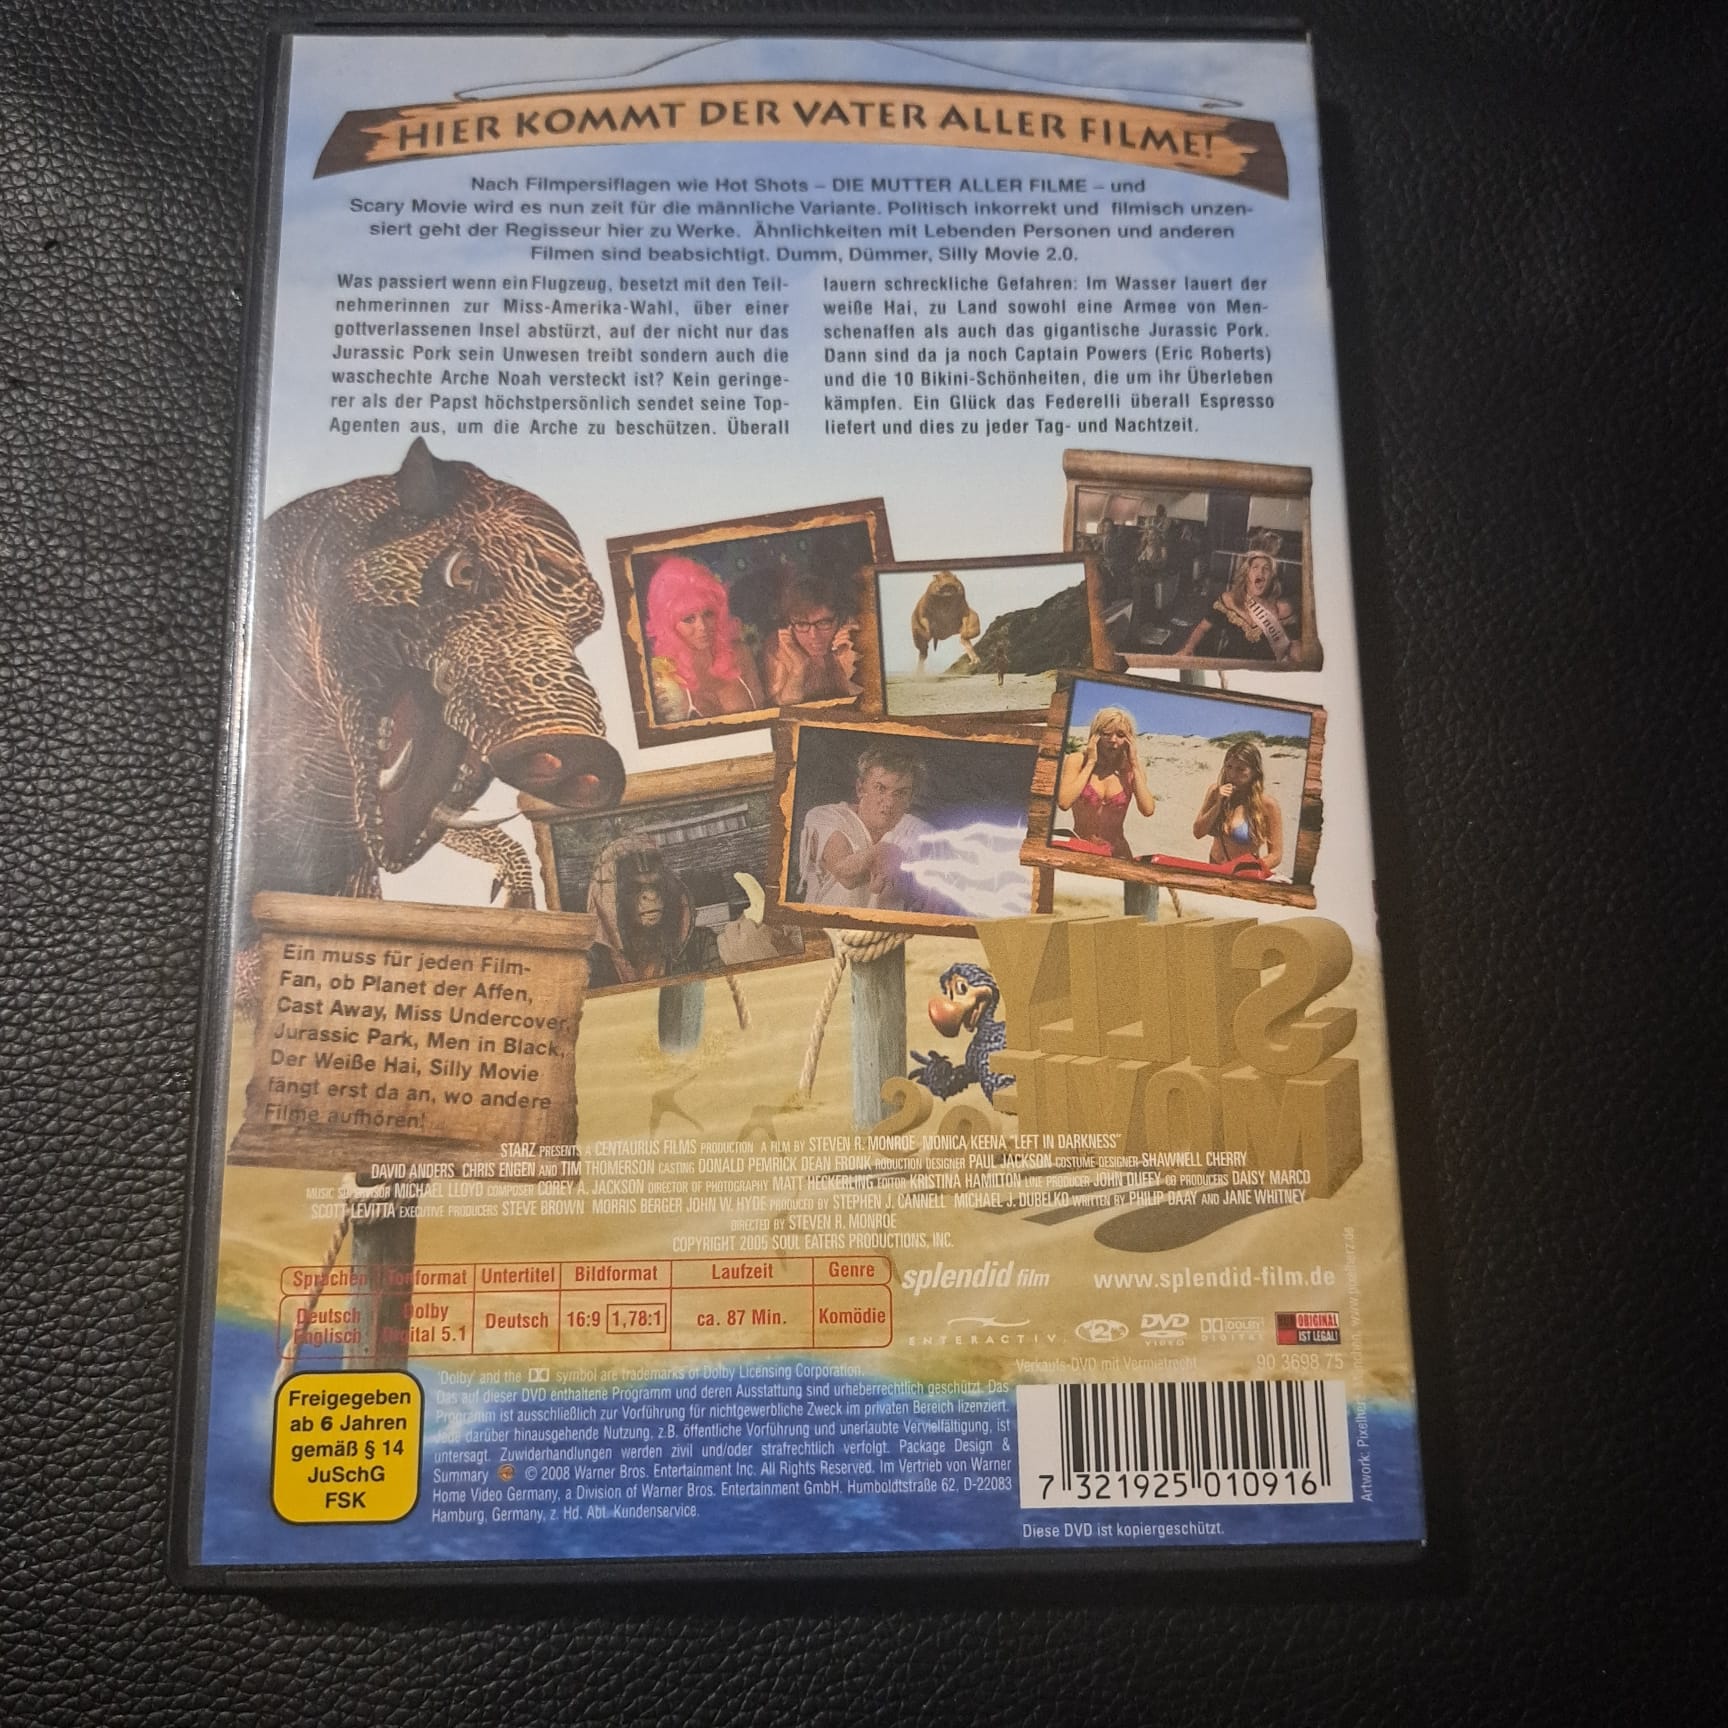 HIER KOMMT DER VATER ALLER FILME!
Nach Filmpersiflagen wie Hot Shots – DIE MUTTER ALLER FILME – und
Scary Movie wird es nun zeit für die männliche Variante. Politisch inkorrekt und filmisch unzen-
siert geht der Regisseur hier zu Werke. Ähnlichkeiten mit Lebenden Personen und anderen
Filmen sind beabsichtigt. Dumm, Dümmer, Silly Movie 2.0.
Was passiert wenn ein Flugzeug, besetzt mit den Teil-
nehmerinnen zur Miss-Amerika-Wahl, über einer
gottverlassenen Insel abstürzt, auf der nicht nur das
Jurassic Pork sein Unwesen treibt sondern auch die
waschechte Arche Noah versteckt ist? Kein geringe-
rer als der Papst höchstpersönlich sendet seine Top-
Agenten aus, um die Arche zu beschützen. Überall
lauern schreckliche Gefahren: Im Wasser lauert der
weiße Hai, zu Land sowohl eine Armee von Men-
schenaffen als auch das gigantische Jurassic Pork.
Dann sind da ja noch Captain Powers (Eric Roberts)
und die 10 Bikini-Schönheiten, die um ihr Überleben
kämpfen. Ein Glück das Federelli überall Espresso
liefert und dies zu jeder Tag- und Nachtzeit.
Illinois
Ein muss für jeden Film-
Fan, ob Planet der Affen,
Cast Away, Miss Undercover,
Jurassic Park, Men in Black,
Der Weiße Hai, Silly Movie
fängt erst da an, wo andere
Filme aufhören!
SILLY
MOVIE
2.0
STARZ PRESENTS A CENTAURUS FILMS PRODUCTION A FILM BY STEVEN R. MONROE MONICA KEENA "LEFT IN DARKNESS"
DAVID ANDERS CHRIS ENGEN AND TIM THOMERSON CASTING DONALD PEMRICK DEAN FRONK RODUCTION DESIGNER PAUL JACKSON COSTUME DESIGNER SHAWNELL CHERRY
MUSIC SUPERVISOR MICHAEL LLOYD COMPOSER COREY A. JACKSON DIRECTOR OF PHOTOGRAPHY MATT HECKERLING EDITOR KRISTINA HAMILTON LINE PRODUCER JOHN DUFFY CO PRODUCERS DAISY MARCO
SCOTT LEVITTA EXECUTIVE PRODUCERS STEVE BROWN MORRIS BERGER JOHN W. HYDE PRODUCED BY STEPHEN J. CANNELL MICHAEL J. DUBELKO WRITTEN BY PHILIP DAAY AND JANE WHITNEY
DIRECTED BY STEVEN R. MONROE
COPYRIGHT 2005 SOUL EATERS PRODUCTIONS, INC.
Sprachen Tonformat Untertitel Bildformat Laufzeit Genre
Deutsch Englisch Dolby Digital 5.1 Deutsch 16:9 1,78:1 ca. 87 Min. Komödie
splendid film www.splendid-film.de
ENTERACTIVE 2 DVD VIDEO DOLBY DIGITAL NUR ORIGINAL IST LEGAL!
Verkaufs-DVD mit Vermietrecht 90 3698 75
Freigegeben
ab 6 Jahren
gemäß § 14
JuSchG
FSK
'Dolby' and the symbol are trademarks of Dolby Licensing Corporation.
Das auf dieser DVD enthaltene Programm und deren Ausstattung sind urheberrechtlich geschützt. Das
Programm ist ausschließlich zur Vorführung für nichtgewerbliche Zweck im privaten Bereich lizenziert.
Jede darüber hinausgehende Nutzung, z.B. öffentliche Vorführung und unerlaubte Vervielfältigung, ist
untersagt. Zuwiderhandlungen werden zivil und/oder strafrechtlich verfolgt. Package Design &
Summary © 2008 Warner Bros. Entertainment Inc. All Rights Reserved. Im Vertrieb von Warner
Home Video Germany, a Division of Warner Bros. Entertainment GmbH, Humboldtstraße 62, D-22083
Hamburg, Germany, z. Hd. Abt. Kundenservice.
7 321925 010916
Diese DVD ist kopiergeschützt.
Artwork: Pixelherz, München, www.pixelherz.de